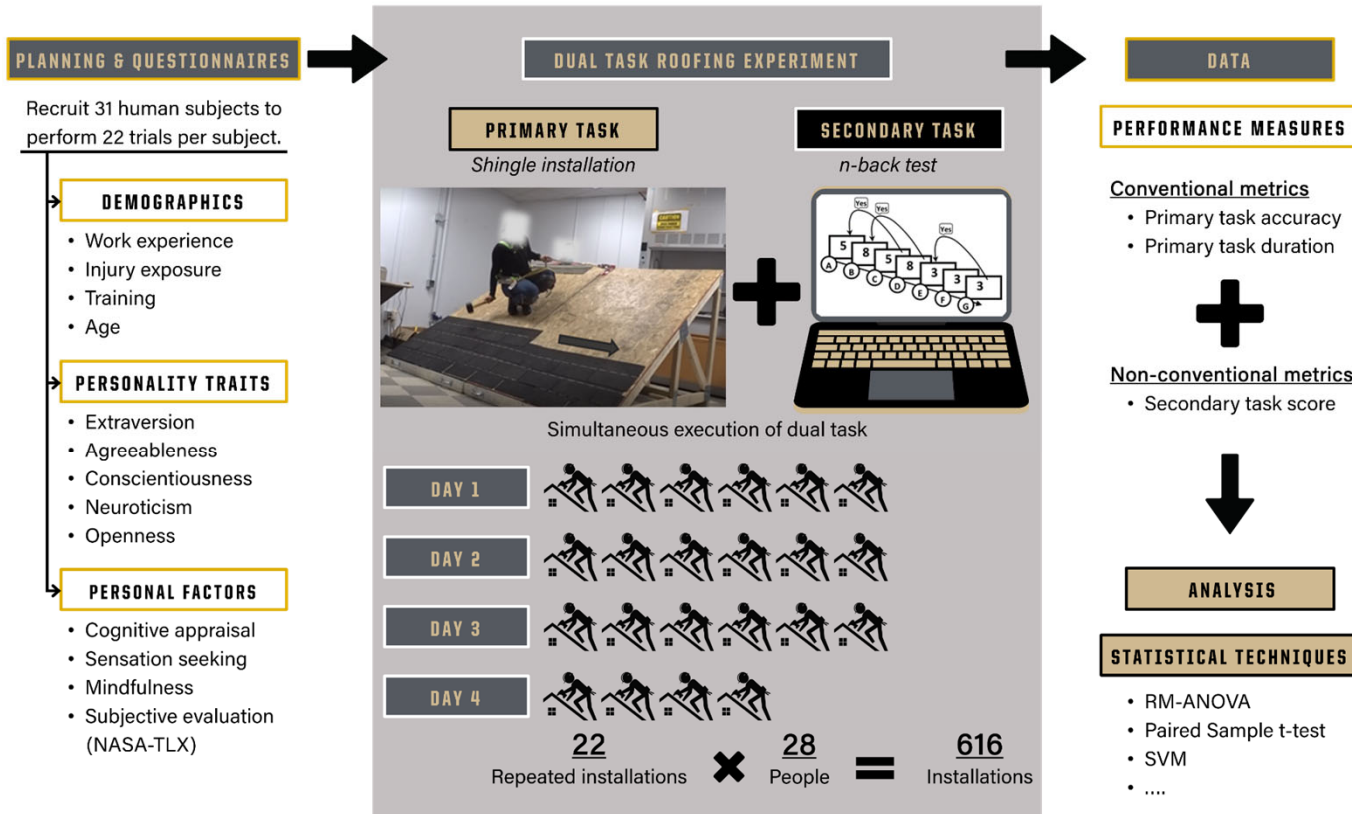 PLANNING & QUESTIONNAIRES
Recruit 31 human subjects to
perform 22 trials per subject.
DEMOGRAPHICS
• Work experience
• Injury exposure
• Training
• Age
PERSONALITY TRAITS
• Extraversion
• Agreeableness
• Conscientiousness
• Neuroticism
• Openness
PERSONAL FACTORS
• Cognitive appraisal
• Sensation seeking
• Mindfulness
• Subjective evaluation
(NASA-TLX)
DUAL TASK ROOFING EXPERIMENT
PRIMARY TASK
Shingle installation
SECONDARY TASK
n-back test
Yes
Yes
Yes
5
8
5
8
3
3
3
A
B
C
D
E
F
G
Simultaneous execution of dual task
DAY 1
DAY 2
DAY 3
DAY 4
22 28 616
Repeated installations People Installations
DATA
PERFORMANCE MEASURES
Conventional metrics
• Primary task accuracy
• Primary task duration
Non-conventional metrics
• Secondary task score
ANALYSIS
STATISTICAL TECHNIQUES
• RM-ANOVA
• Paired Sample t-test
• SVM
• ....